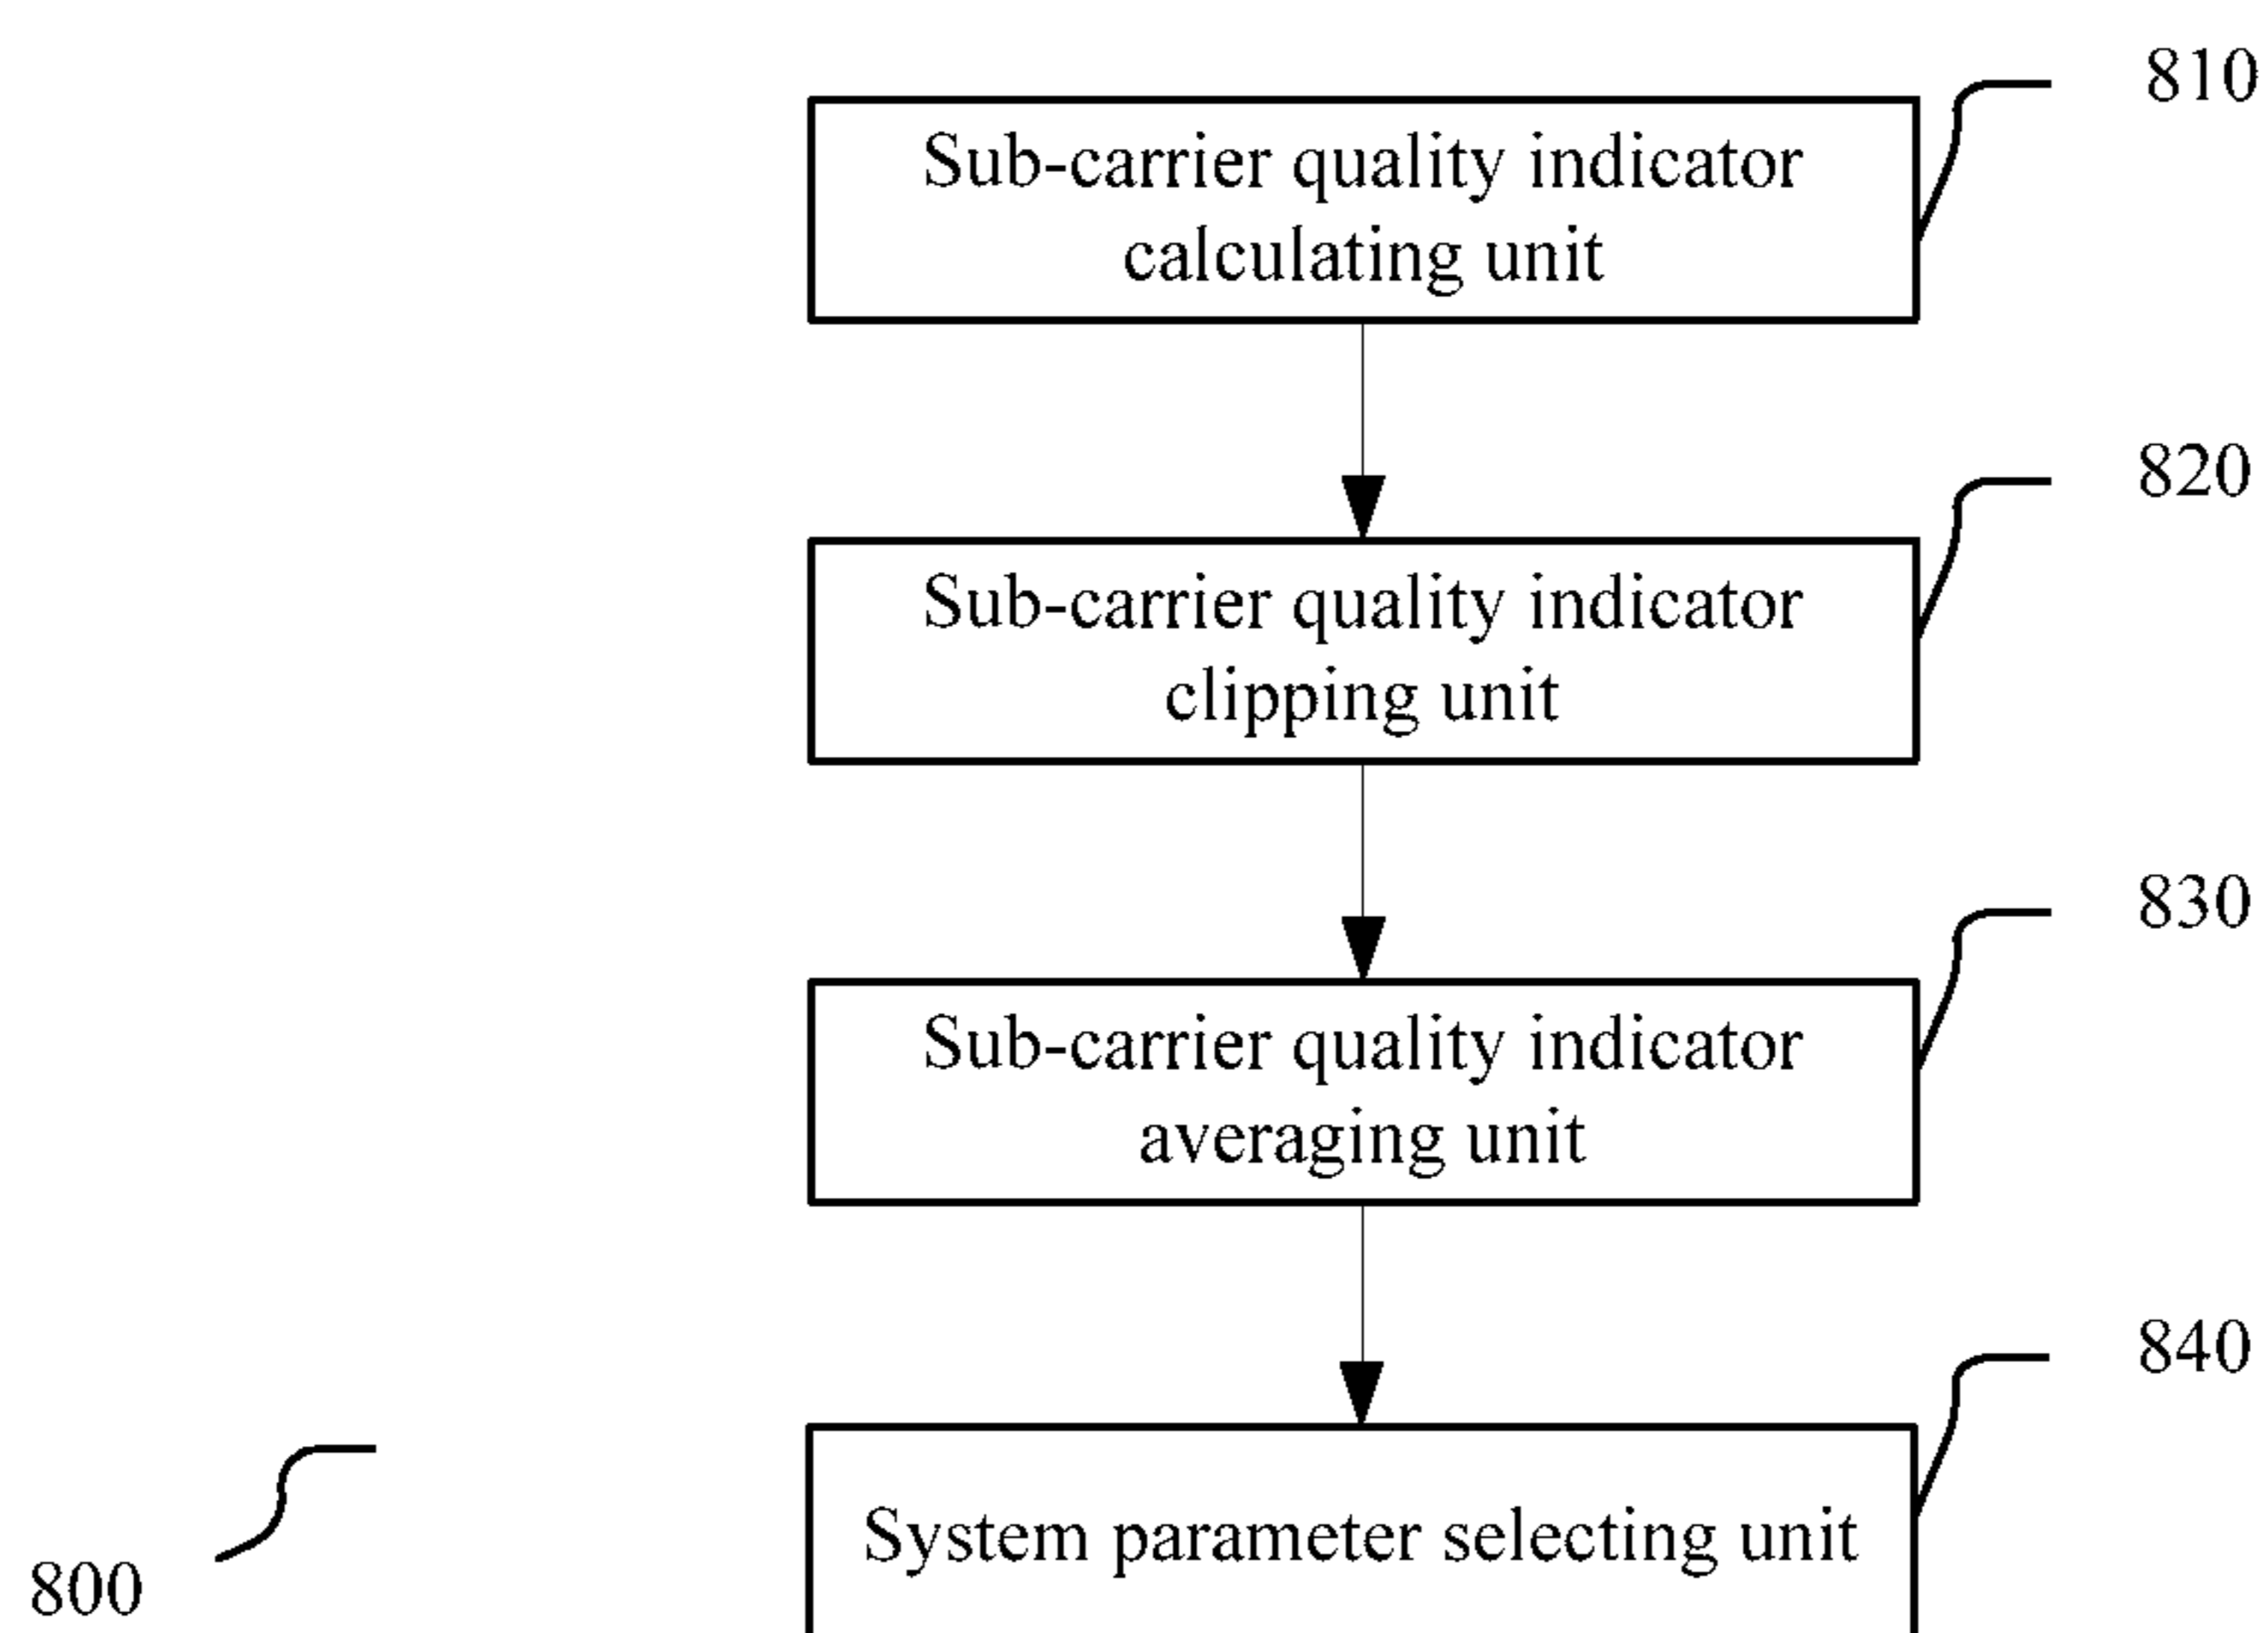 810
Sub-carrier quality indicator
calculating unit
820
Sub-carrier quality indicator
clipping unit
830
Sub-carrier quality indicator
averaging unit
840
System parameter selecting unit
800